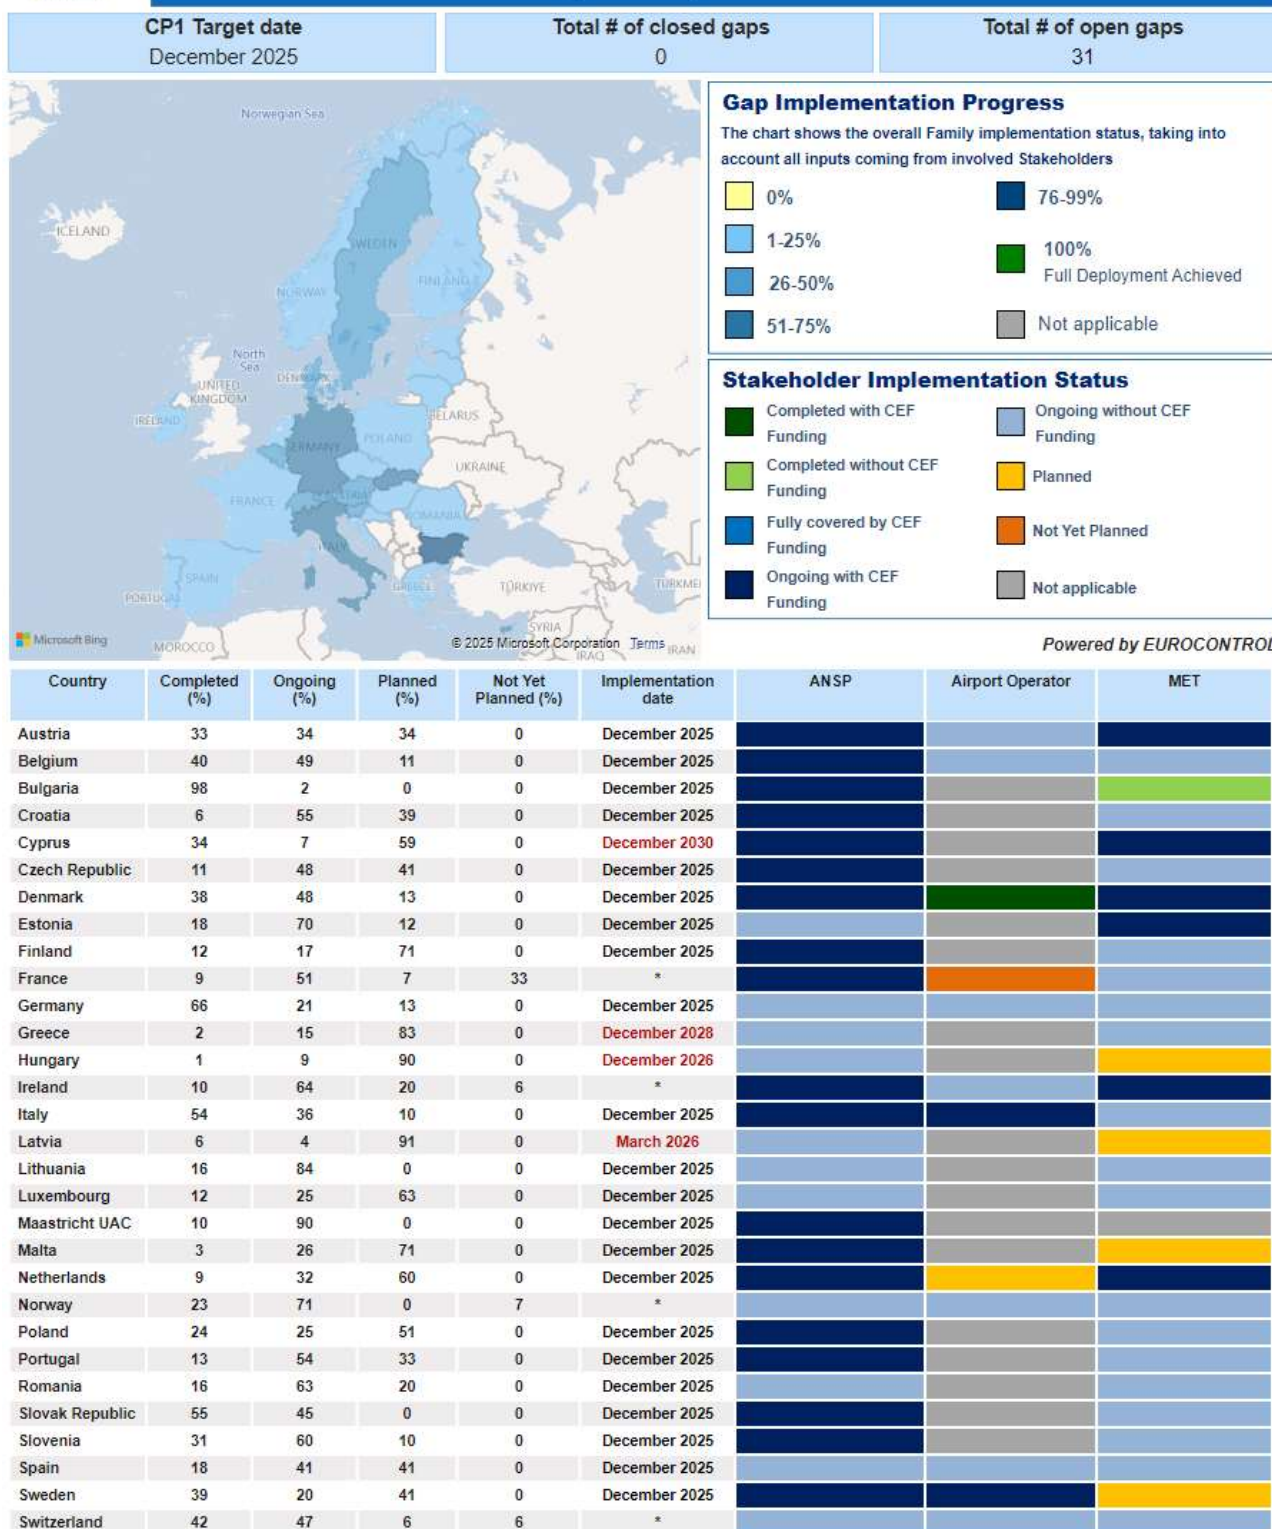 CP1 Target date
December 2025
Total # of closed gaps
0
Total # of open gaps
31
Norwegian Sea
ICELAND
SWEDEN
FINLAND
NORWAY
North
Sea
DENMARK
UNITED
KINGDOM
IRELAND
BELARUS
GERMANY
POLAND
UKRAINE
FRANCE
ROMANIA
ITALY
SPAIN
PORTUGAL
GREECE
TÜRKIYE
TURKME
SYRIA
IRAQ
IRAN
MOROCCO
Microsoft Bing
© 2025 Microsoft Corporation Terms
Gap Implementation Progress
The chart shows the overall Family implementation status, taking into
account all inputs coming from involved Stakeholders
0%
1-25%
26-50%
51-75%
76-99%
100%
Full Deployment Achieved
Not applicable
Stakeholder Implementation Status
Completed with CEF
Funding
Completed without CEF
Funding
Fully covered by CEF
Funding
Ongoing with CEF
Funding
Ongoing without CEF
Funding
Planned
Not Yet Planned
Not applicable
Powered by EUROCONTROL
Country Completed (%) Ongoing (%) Planned (%) Not Yet Planned (%) Implementation date ANSP Airport Operator MET
Austria 33 34 34 0 December 2025
Belgium 40 49 11 0 December 2025
Bulgaria 98 2 0 0 December 2025
Croatia 6 55 39 0 December 2025
Cyprus 34 7 59 0 December 2030
Czech Republic 11 48 41 0 December 2025
Denmark 38 48 13 0 December 2025
Estonia 18 70 12 0 December 2025
Finland 12 17 71 0 December 2025
France 9 51 7 33 *
Germany 66 21 13 0 December 2025
Greece 2 15 83 0 December 2028
Hungary 1 9 90 0 December 2026
Ireland 10 64 20 6 *
Italy 54 36 10 0 December 2025
Latvia 6 4 91 0 March 2026
Lithuania 16 84 0 0 December 2025
Luxembourg 12 25 63 0 December 2025
Maastricht UAC 10 90 0 0 December 2025
Malta 3 26 71 0 December 2025
Netherlands 9 32 60 0 December 2025
Norway 23 71 0 7 *
Poland 24 25 51 0 December 2025
Portugal 13 54 33 0 December 2025
Romania 16 63 20 0 December 2025
Slovak Republic 55 45 0 0 December 2025
Slovenia 31 60 10 0 December 2025
Spain 18 41 41 0 December 2025
Sweden 39 20 41 0 December 2025
Switzerland 42 47 6 6 *